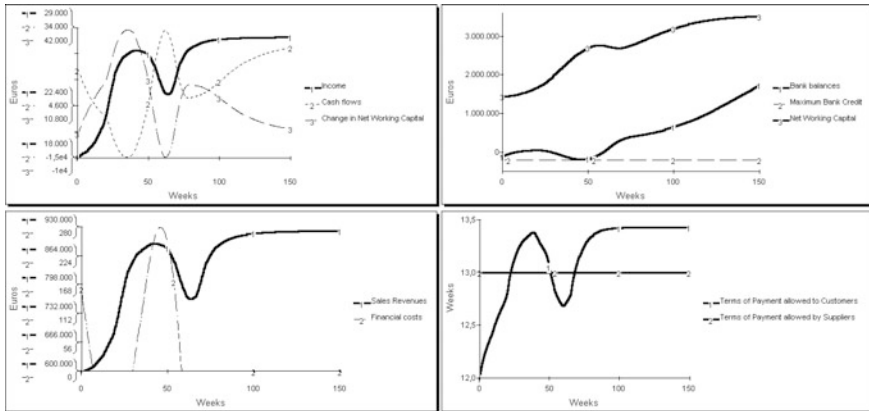 29.000
34.000
42.000
22.400
4.600
10.800
10.000
-1,5e4
-1e4
Euros
0 50 100 150
Weeks
Income
Cash flows
Change in Net Working Capital
3.000.000
2.000.000
1.000.000
0
Euros
0 50 100 150
Weeks
Bank balances
Maximum Bank Credit
Net Working Capital
930.000
280
864.000
224
798.000
168
732.000
112
666.000
56
600.000
0
Euros
0 50 100 150
Weeks
Sales Revenues
Financial costs
13,5
13,0
12,5
12,0
Weeks
0 50 100 150
Weeks
Terms of Payment allowed to Customers
Terms of Payment allowed by Suppliers